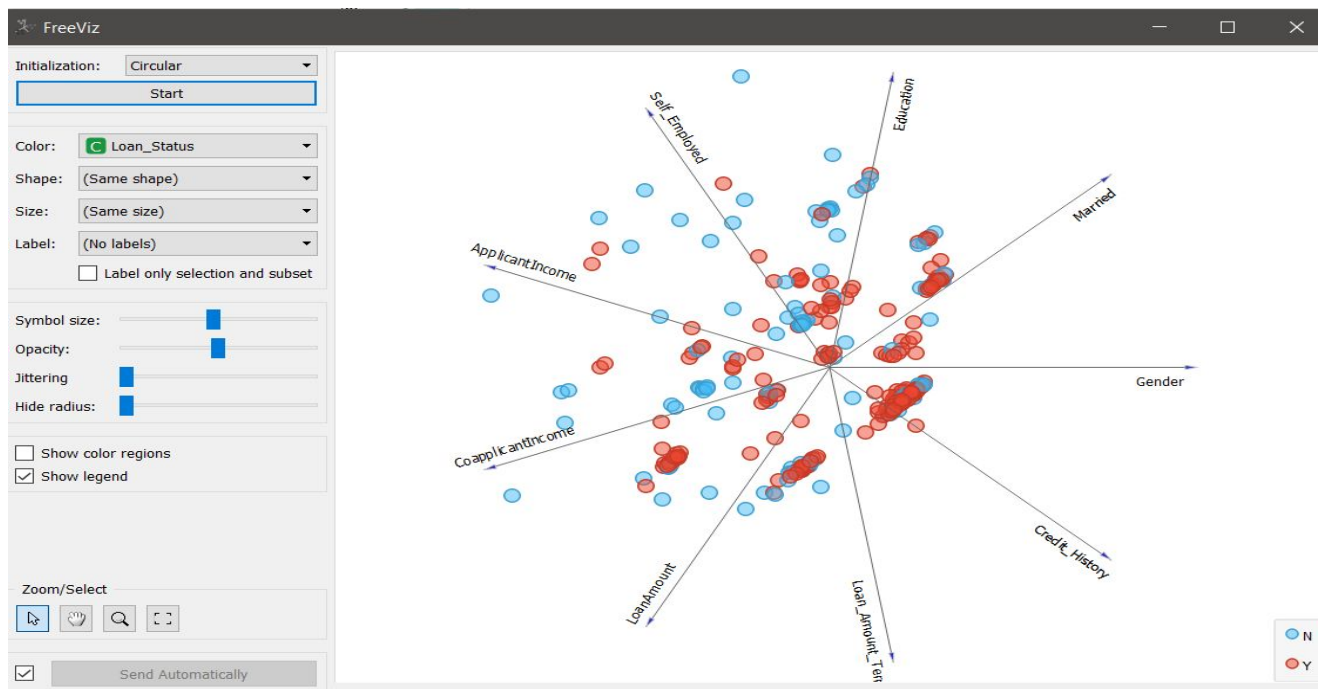 FreeViz
Initialization: Circular
Start
Color: C Loan_Status
Shape: (Same shape)
Size: (Same size)
Label: (No labels)
Label only selection and subset
Symbol size:
Opacity:
Jittering
Hide radius:
Show color regions
Show legend
Zoom/Select
Send Automatically
Self_Employed
Education
Married
ApplicantIncome
Gender
CoapplicantIncome
Credit_History
LoanAmount
Loan_Amount_Ter
N
Y